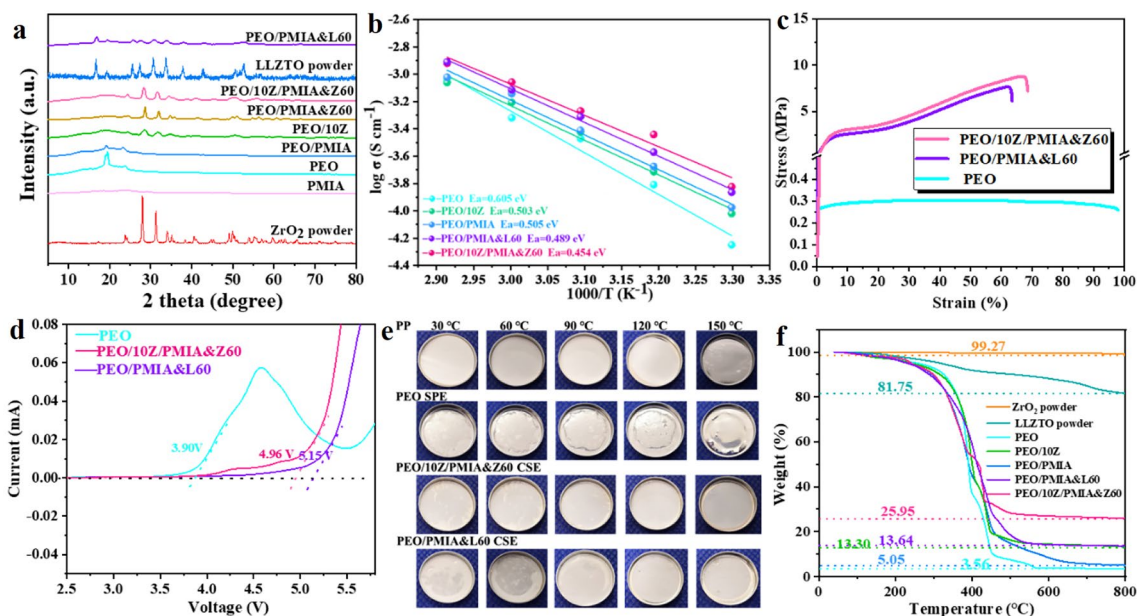 a
Intensity (a.u.)
PEO/PMIA&L60
LLZTO powder
PEO/10Z/PMIA&Z60
PEO/PMIA&Z60
PEO/10Z
PEO/PMIA
PEO
PMIA
ZrO2 powder
10 20 30 40 50 60 70 80
2 theta (degree)
b
log σ (S cm-1)
-2.6
-2.8
-3.0
-3.2
-3.4
-3.6
-3.8
-4.0
-4.2
-4.4
PEO Ea=0.605 eV
PEO/10Z Ea=0.503 eV
PEO/PMIA Ea=0.505 eV
PEO/PMIA&L60 Ea=0.489 eV
PEO/10Z/PMIA&Z60 Ea=0.454 eV
2.90 2.95 3.00 3.05 3.10 3.15 3.20 3.25 3.30 3.35
1000/T (K-1)
c
Stress (MPa)
15
10
5
0.4
0.3
0.2
0.1
0.0
PEO/10Z/PMIA&Z60
PEO/PMIA&L60
PEO
0 10 20 30 40 50 60 70 80 90 100
Strain (%)
d
Current (mA)
0.08
0.06
0.04
0.02
0.00
-0.02
-0.04
PEO
PEO/10Z/PMIA&Z60
PEO/PMIA&L60
3.90V
4.96 V
5.15 V
2.5 3.0 3.5 4.0 4.5 5.0 5.5
Voltage (V)
e
PP 30 °C 60 °C 90 °C 120 °C 150 °C
PEO SPE
PEO/10Z/PMIA&Z60 CSE
PEO/PMIA&L60 CSE
f
Weight (%)
100
80
60
40
20
0
99.27
81.75
ZrO2 powder
LLZTO powder
PEO
PEO/10Z
PEO/PMIA
PEO/PMIA&L60
PEO/10Z/PMIA&Z60
25.95
13.30
13.64
5.05
3.56
0 200 400 600 800
Temperature (°C)